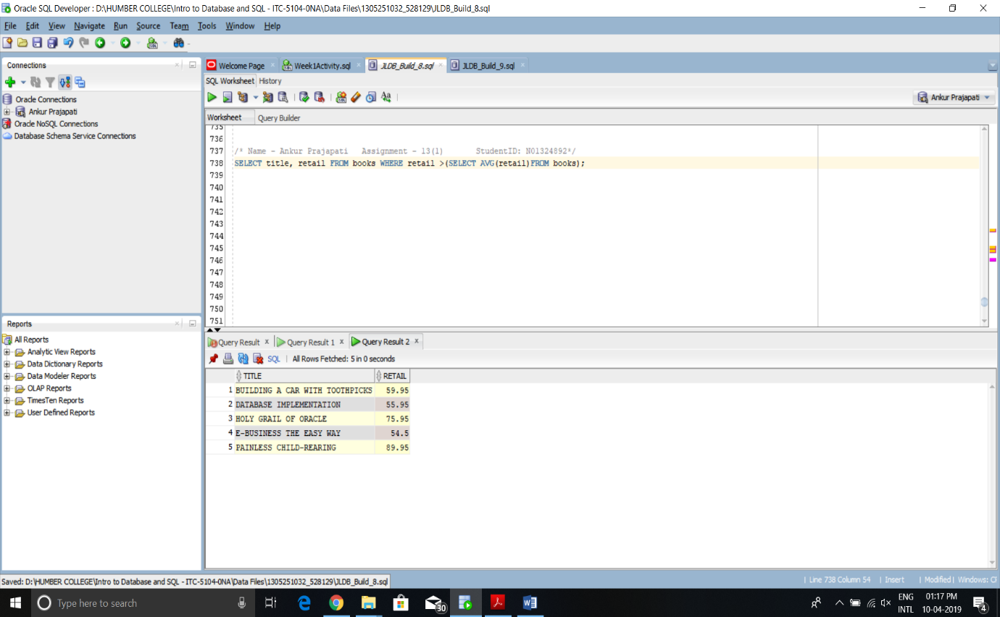 Oracle SQL Developer : D:\HUMBER COLLEGE\Intro to Database and SQL - ITC-5104-0NA\Data Files\1305251032_528129\JLDB_Build_8.sql
File Edit View Navigate Run Source Team Tools Window Help
Connections
Oracle Connections
Ankur Prajapati
Oracle NoSQL Connections
Database Schema Service Connections
Reports
All Reports
Analytic View Reports
Data Dictionary Reports
Data Modeler Reports
OLAP Reports
TimesTen Reports
User Defined Reports
Welcome Page Week1Activity.sql JLDB_Build_8.sql JLDB_Build_9.sql
SQL Worksheet History
Ankur Prajapati
Worksheet Query Builder
735
736
737 /* Name - Ankur Prajapati Assignment - 13(1) StudentID: N01324892*/
738 SELECT title, retail FROM books WHERE retail >(SELECT AVG(retail)FROM books);
739
740
741
742
743
744
745
746
747
748
749
750
751
Query Result Query Result 1 Query Result 2
SQL | All Rows Fetched: 5 in 0 seconds
TITLE RETAIL
1 BUILDING A CAR WITH TOOTHPICKS 59.95
2 DATABASE IMPLEMENTATION 55.95
3 HOLY GRAIL OF ORACLE 75.95
4 E-BUSINESS THE EASY WAY 54.5
5 PAINLESS CHILD-REARING 89.95
Saved: D:\HUMBER COLLEGE\Intro to Database and SQL - ITC-5104-0NA\Data Files\1305251032_528129\JLDB_Build_8.sql
| Line 738 Column 54 | Insert | Modified | Windows: CF
Type here to search
30
ENG
INTL
01:17 PM
10-04-2019
4